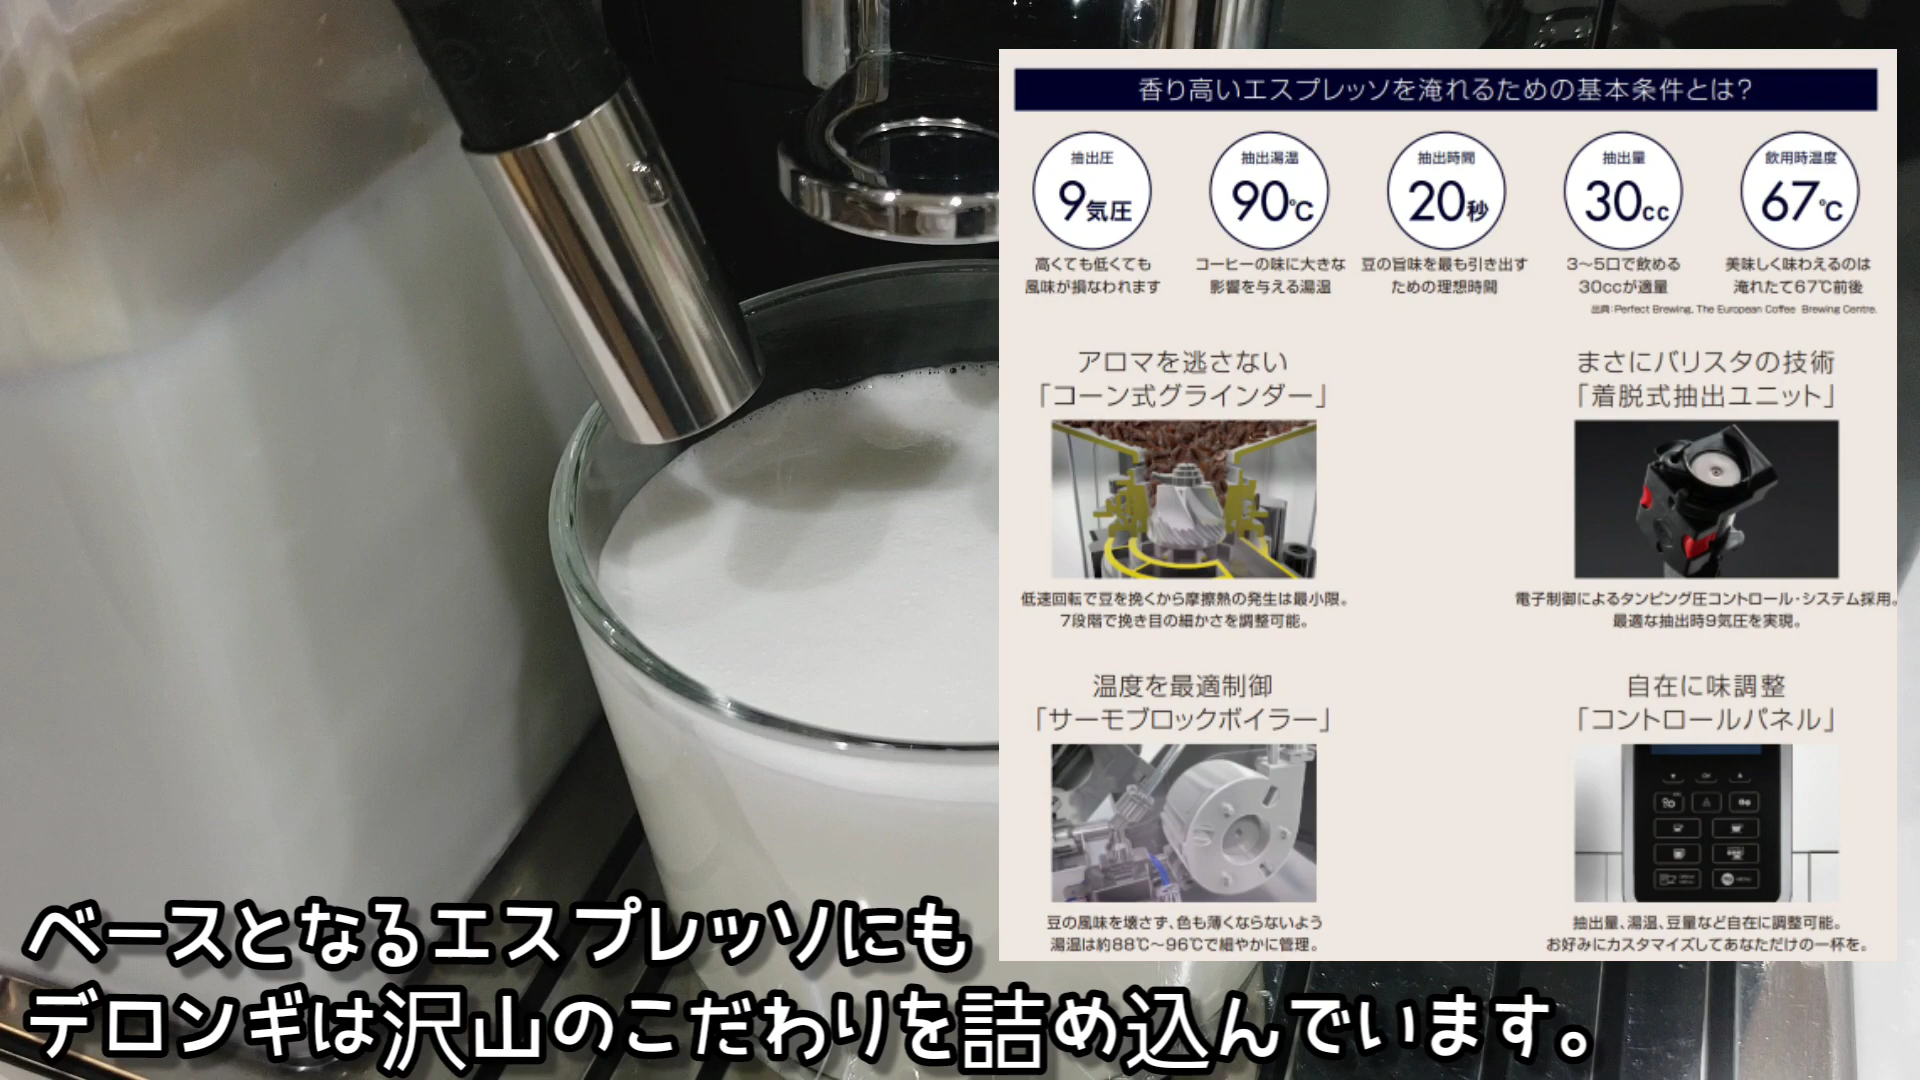 香り高いエスプレッソを淹れるための基本条件とは?
抽出圧
9気圧
高くても低くても
風味が損なわれます
抽出湯温
90℃
コーヒーの味に大きな
影響を与える湯温
抽出時間
20秒
豆の旨味を最も引き出す
ための理想時間
抽出量
30cc
3〜5口で飲める
30ccが適量
飲用時温度
67℃
美味しく味わえるのは
淹れたて67℃前後
出典:Perfect Brewing, The European Coffee Brewing Centre.
アロマを逃さない
「コーン式グラインダー」
低速回転で豆を挽くから摩擦熱の発生は最小限。
7段階で挽き目の細かさを調整可能。
まさにバリスタの技術
「着脱式抽出ユニット」
電子制御によるタンピング圧コントロール・システム採用。
最適な抽出時9気圧を実現。
温度を最適制御
「サーモブロックボイラー」
豆の風味を壊さず、色も薄くならないよう
湯温は約88℃〜96℃で細やかに管理。
自在に味調整
「コントロールパネル」
OK
抽出量、湯温、豆量など自在に調整可能。
お好みにカスタマイズしてあなただけの一杯を。
ベースとなるエスプレッソにも
デロンギは沢山のこだわりを詰め込んでいます。